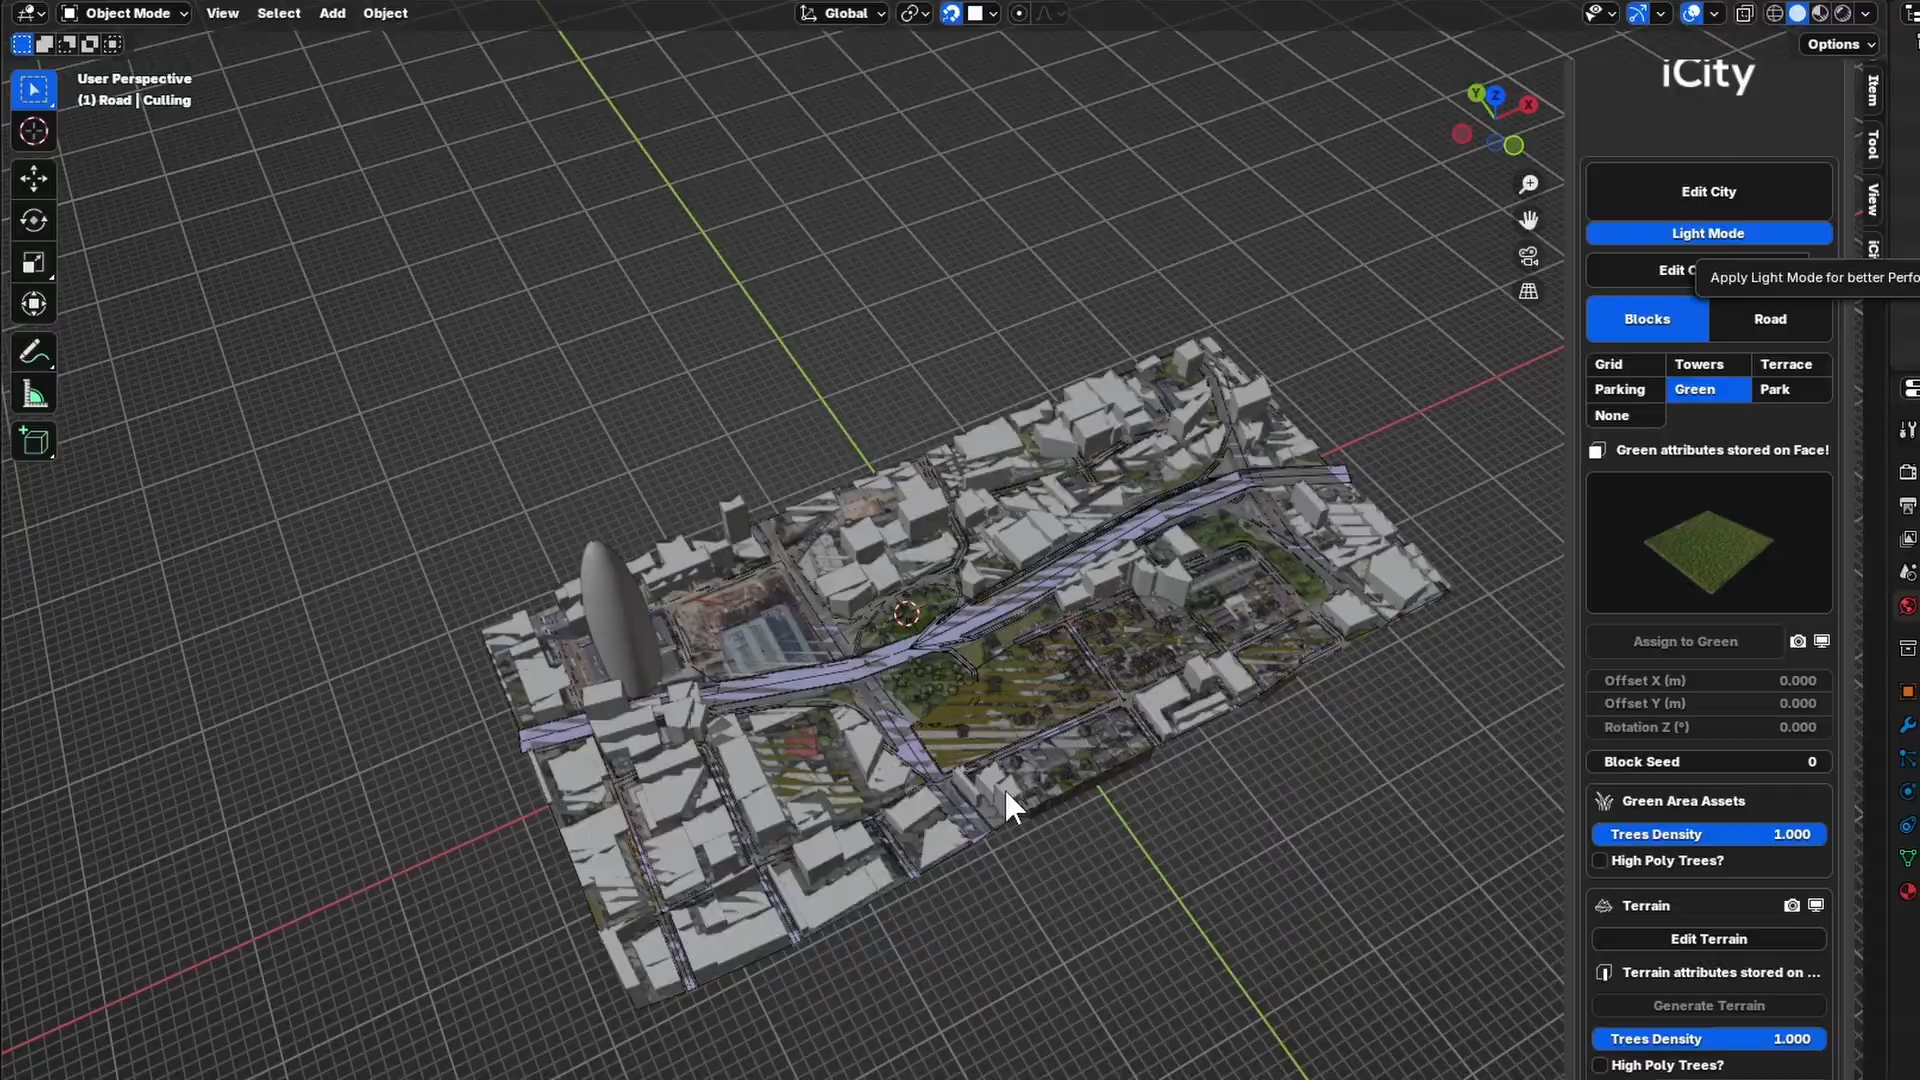 Object Mode
View
Select
Add
Object
Global
Options
User Perspective
(1) Road | Culling
Y
Z
X
iCity
Item
Tool
View
Edit City
Light Mode
Apply Light Mode for better Perfo
Blocks
Road
Grid
Towers
Terrace
Parking
Green
Park
None
Green attributes stored on Face!
Assign to Green
Offset X (m) 0.000
Offset Y (m) 0.000
Rotation Z (°) 0.000
Block Seed 0
Green Area Assets
Trees Density 1.000
High Poly Trees?
Terrain
Edit Terrain
Terrain attributes stored on ...
Generate Terrain
Trees Density 1.000
High Poly Trees?